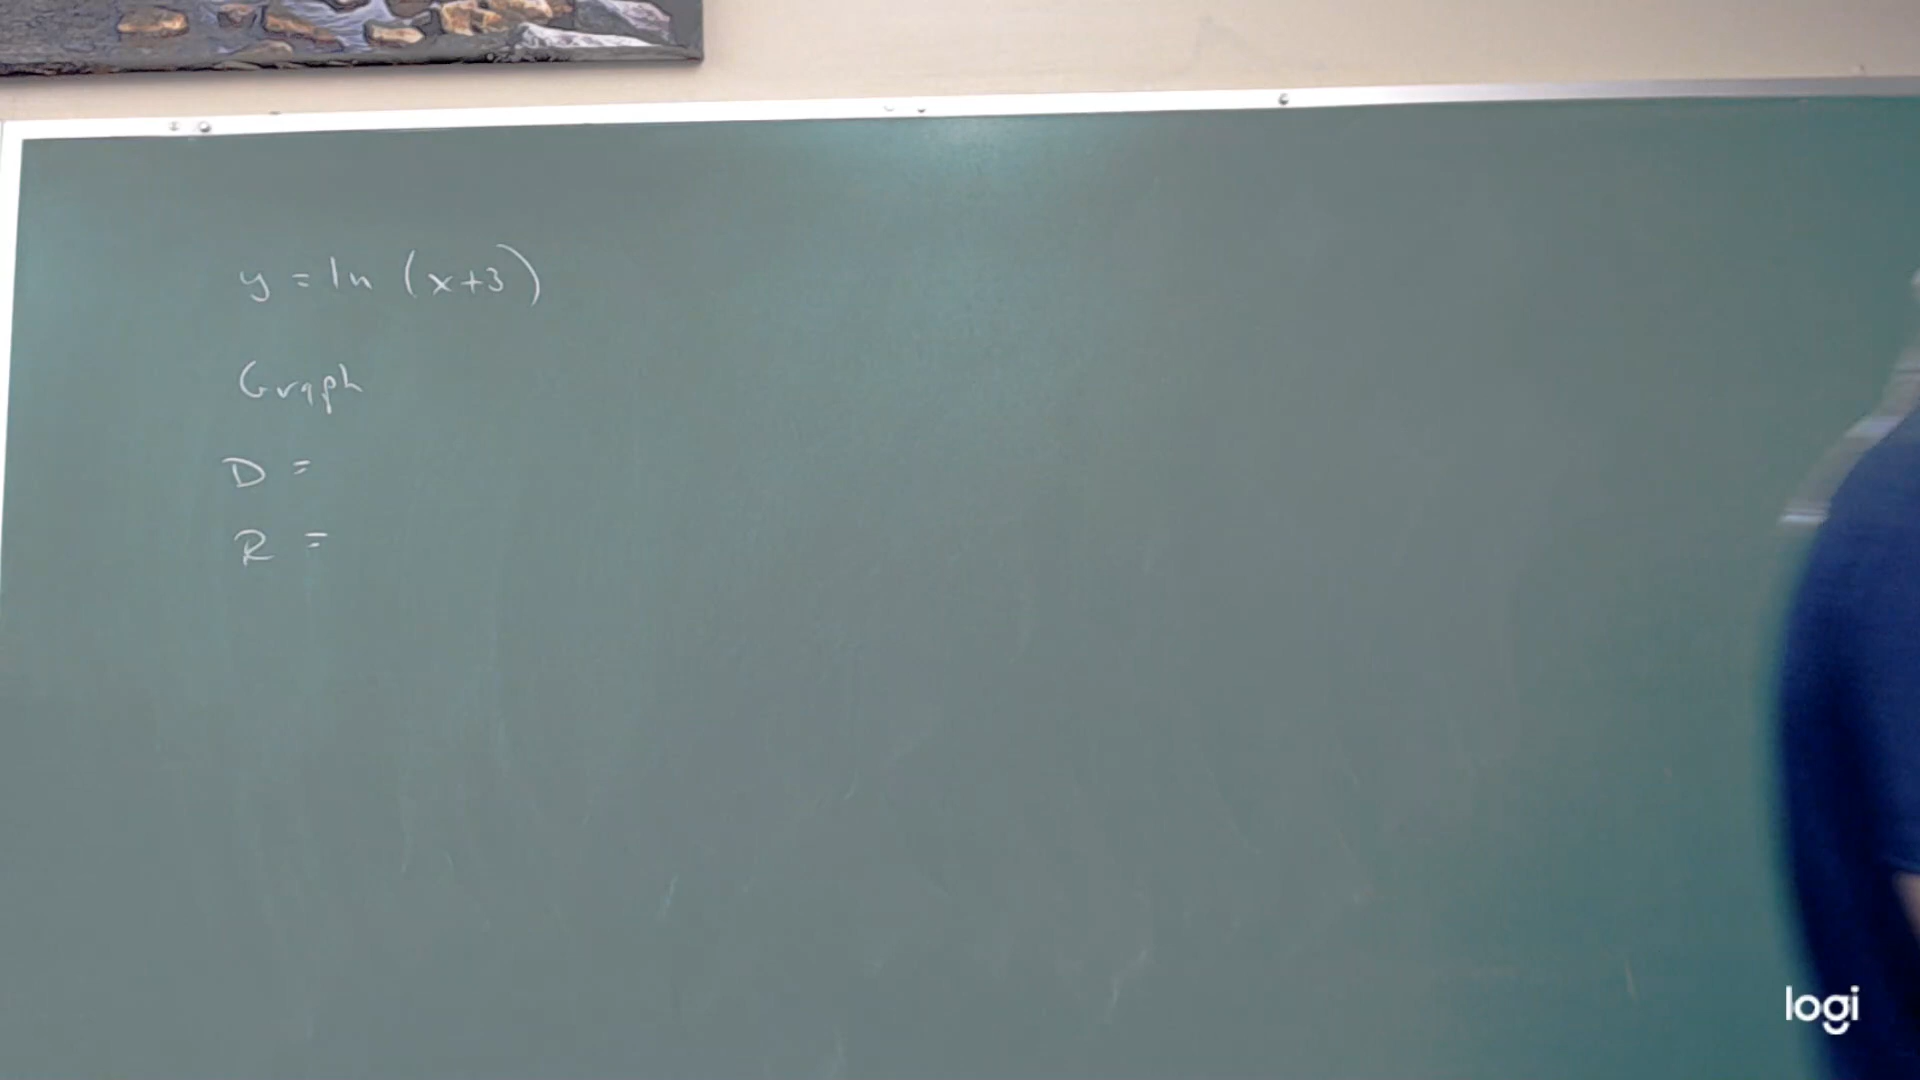 y = ln (x+3)
Graph
D =
R =
logi